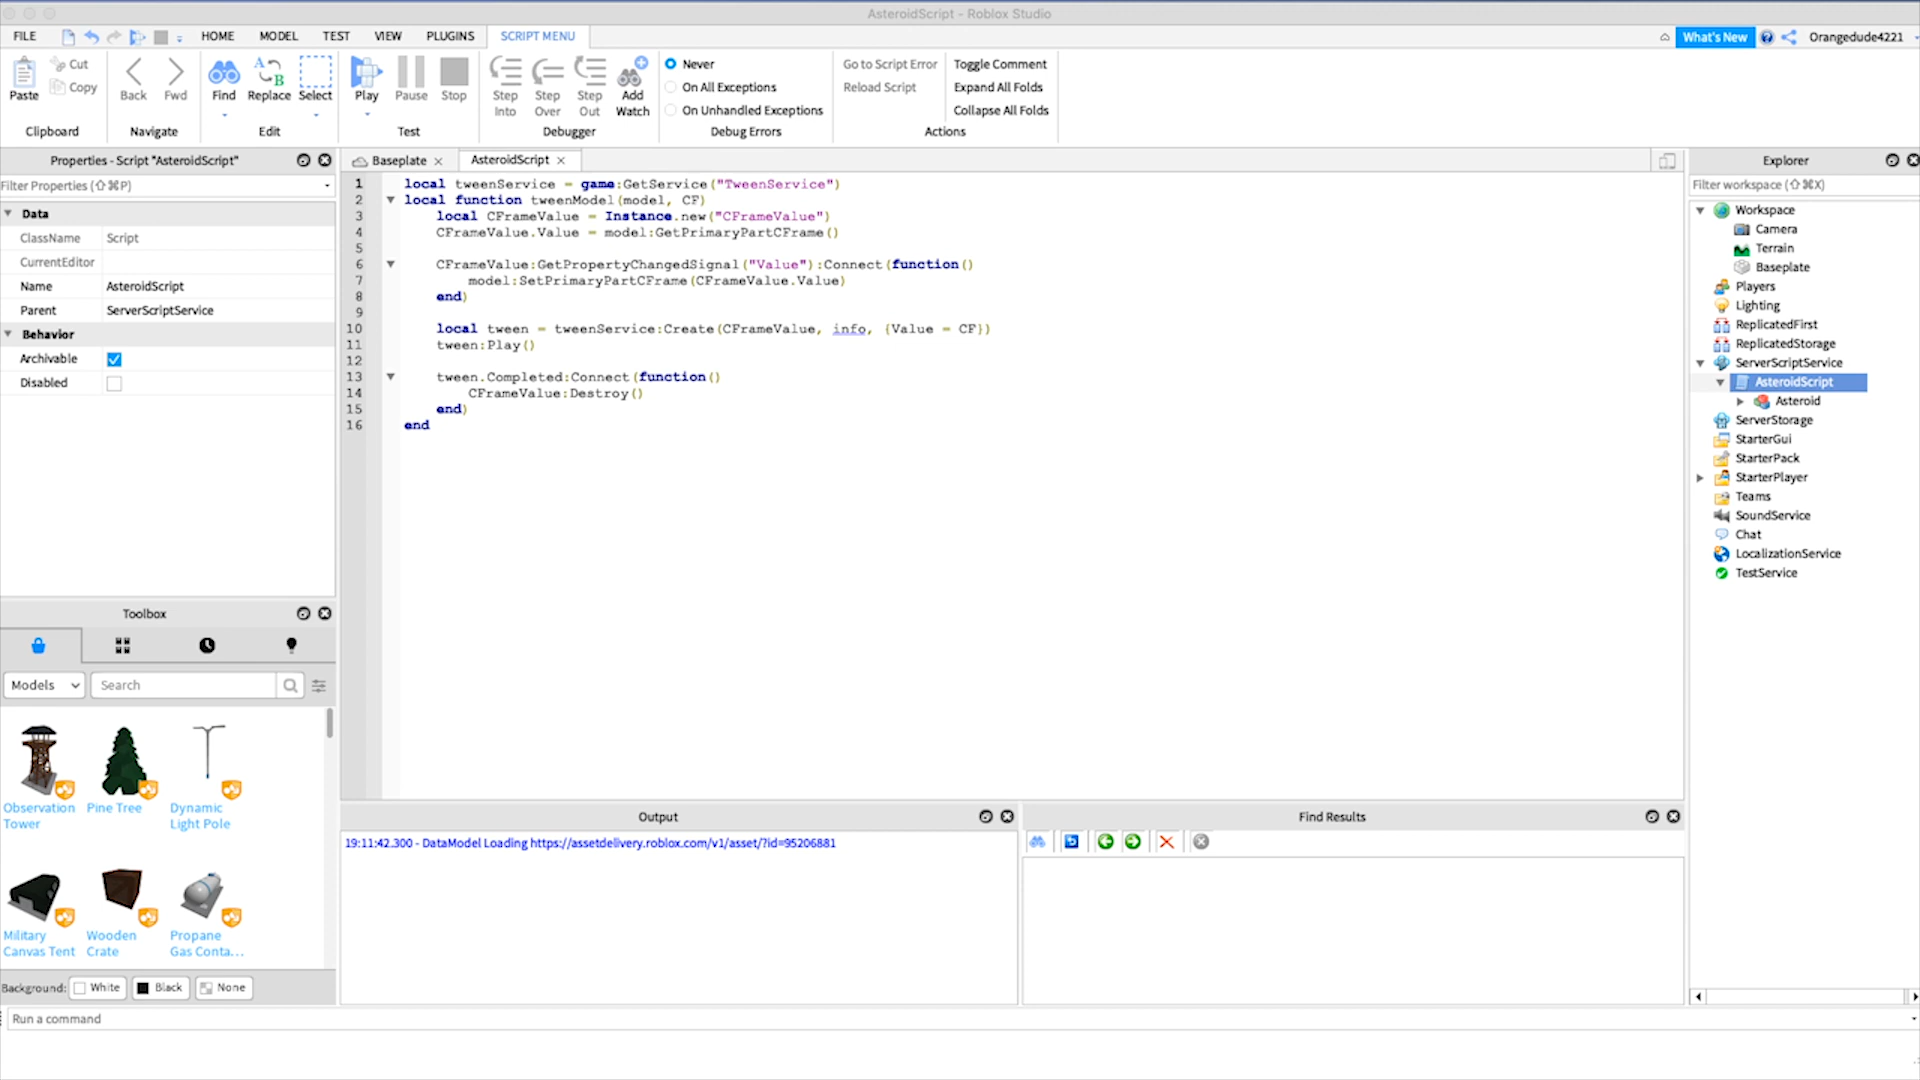 AsteroidScript - Roblox Studio
FILE HOME MODEL TEST VIEW PLUGINS SCRIPT MENU What's New Orangedude4221
Paste Cut Copy Clipboard
Back Fwd Navigate
Find Replace Select Edit
Play Pause Stop Test
Step Into Step Over Step Out Add Watch Debugger
Never
On All Exceptions
On Unhandled Exceptions
Debug Errors
Go to Script Error
Reload Script
Toggle Comment
Expand All Folds
Collapse All Folds
Actions
Properties - Script "AsteroidScript"
Filter Properties (⇧⌘P)
Data
ClassName Script
CurrentEditor
Name AsteroidScript
Parent ServerScriptService
Behavior
Archivable
Disabled
Baseplate AsteroidScript
1 local tweenService = game:GetService("TweenService")
2 local function tweenModel(model, CF)
3 local CFrameValue = Instance.new("CFrameValue")
4 CFrameValue.Value = model:GetPrimaryPartCFrame()
5
6 CFrameValue:GetPropertyChangedSignal("Value"):Connect(function()
7 model:SetPrimaryPartCFrame(CFrameValue.Value)
8 end)
9
10 local tween = tweenService:Create(CFrameValue, info, {Value = CF})
11 tween:Play()
12
13 tween.Completed:Connect(function()
14 CFrameValue:Destroy()
15 end)
16 end
Explorer
Filter workspace (⇧⌘X)
Workspace
Camera
Terrain
Baseplate
Players
Lighting
ReplicatedFirst
ReplicatedStorage
ServerScriptService
AsteroidScript
Asteroid
ServerStorage
StarterGui
StarterPack
StarterPlayer
Teams
SoundService
Chat
LocalizationService
TestService
Toolbox
Models Search
Observation Tower
Pine Tree
Dynamic Light Pole
Military Canvas Tent
Wooden Crate
Propane Gas Conta...
Background: White Black None
Output
19:11:42.300 - DataModel Loading https://assetdelivery.roblox.com/v1/asset/?id=95206881
Find Results
Run a command